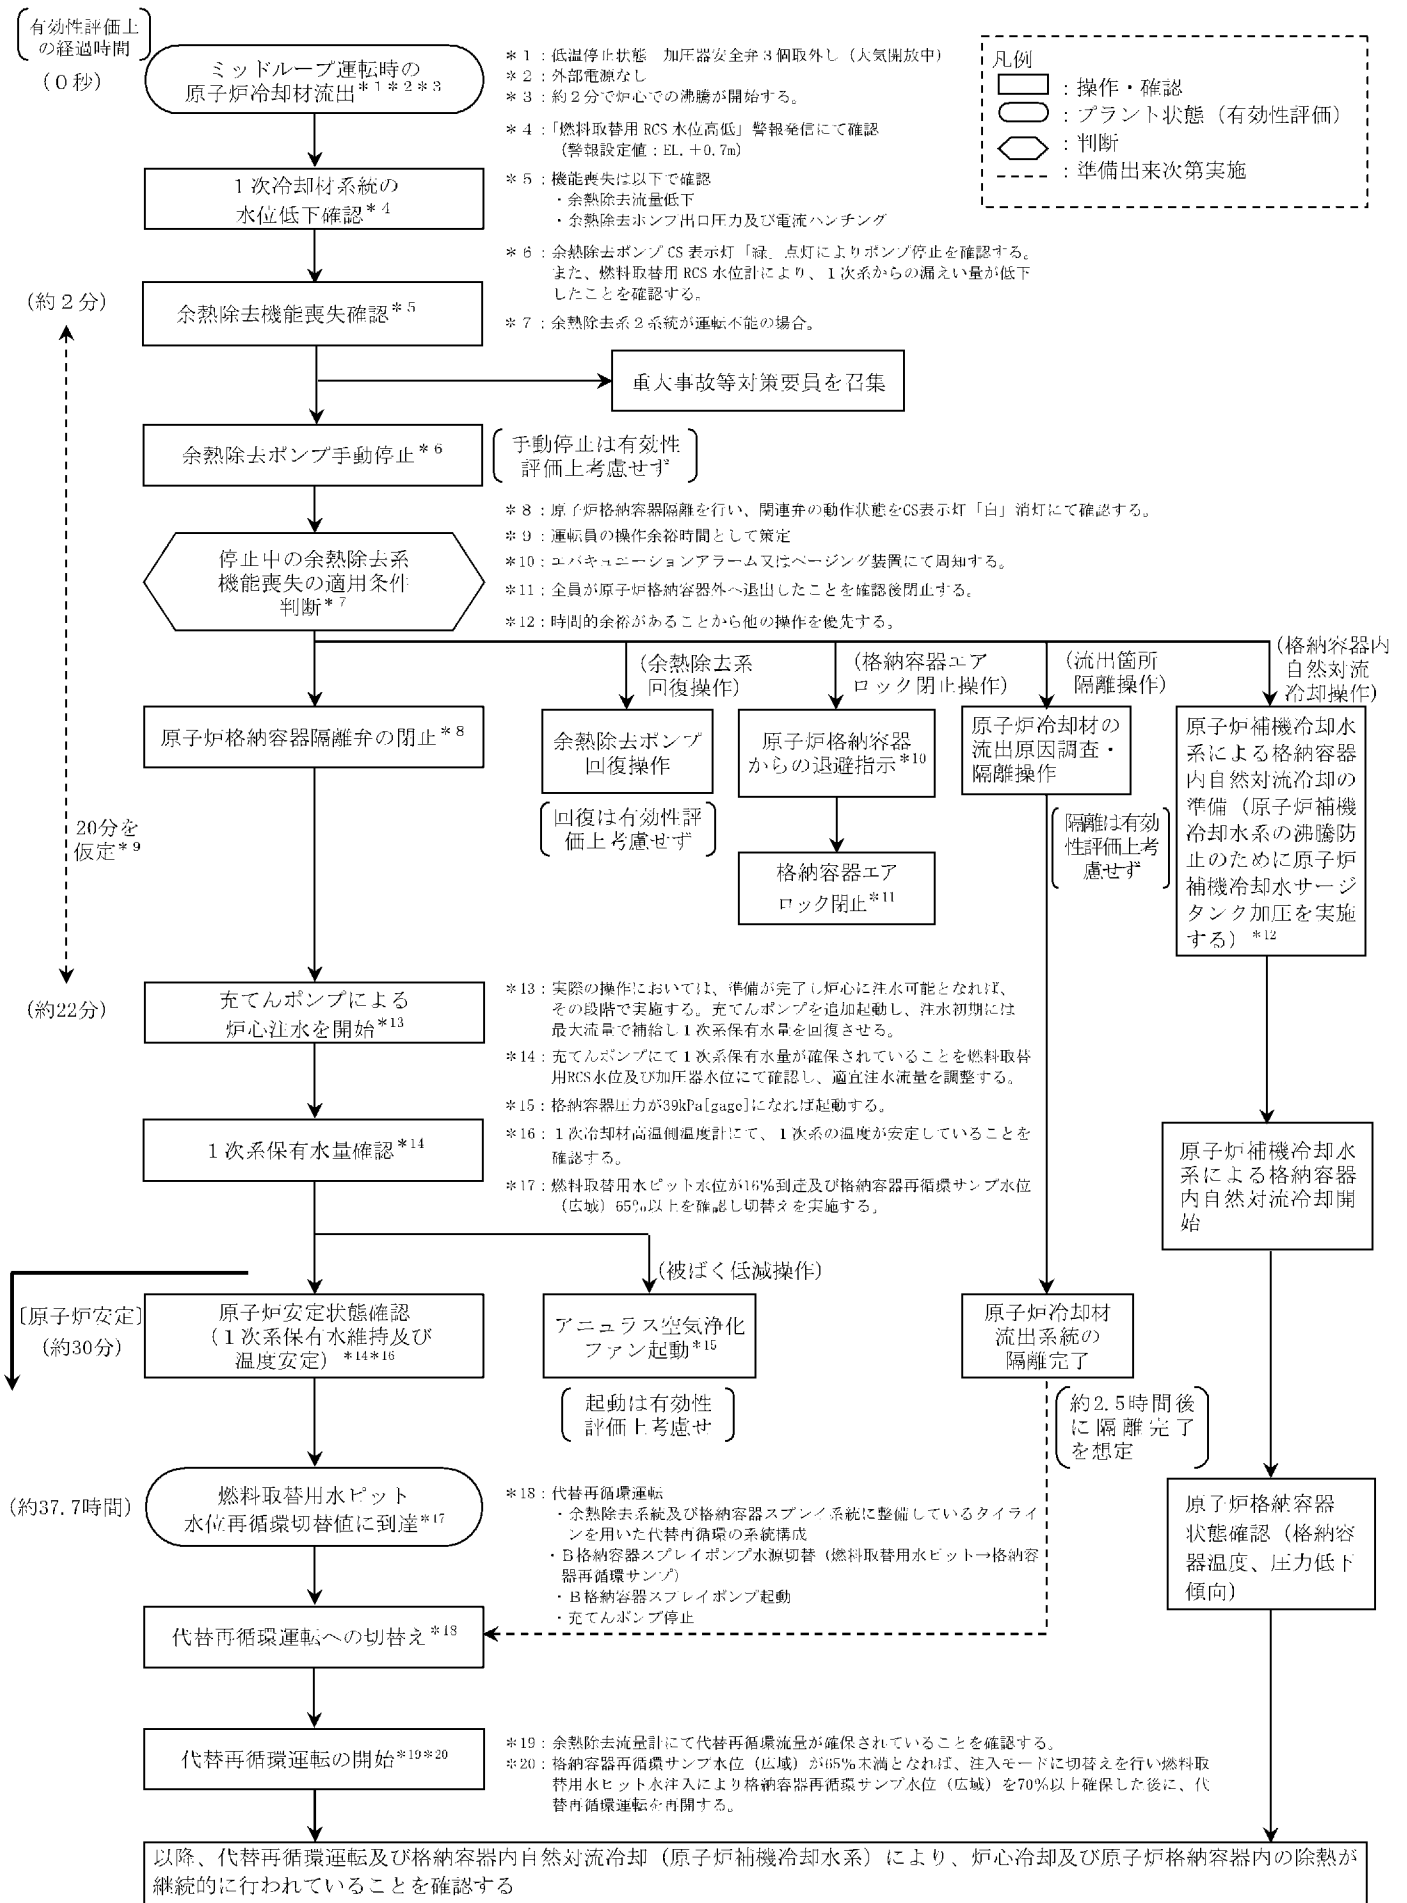 有効性評価上
の経過時間
(０秒)
ミッドループ運転時の
原子炉冷却材流出＊1＊2＊3
＊１：低温停止状態　加圧器安全弁３個取外し（大気開放中）
＊２：外部電源なし
＊３：約２分で炉心での沸騰が開始する。
＊４：「燃料取替用 RCS 水位高低」警報発信にて確認
（警報設定値：EL.＋0.7m）
＊５：機能喪失は以下で確認
・余熱除去流量低下
・余熱除去ポンプ出口圧力及び電流ハンチング
＊６：余熱除去ポンプ CS 表示灯「緑」点灯によりポンプ停止を確認する。
また、燃料取替用 RCS 水位計により、１次系からの漏えい量が低下
したことを確認する。
＊７：余熱除去系２系統が運転不能の場合。
凡例
：操作・確認
：プラント状態（有効性評価）
：判断
：準備出来次第実施
１次冷却材系統の
水位低下確認＊4
(約２分)
余熱除去機能喪失確認＊5
重大事故等対策要員を召集
余熱除去ポンプ手動停止＊6
手動停止は有効性
評価上考慮せず
＊８：原子炉格納容器隔離を行い、関連弁の動作状態をCS表示灯「白」消灯にて確認する。
＊９：運転員の操作余裕時間として策定
＊10：エバキュエーションアラーム又はページング装置にて周知する。
＊11：全員が原子炉格納容器外へ退出したことを確認後閉止する。
＊12：時間的余裕があることから他の操作を優先する。
停止中の余熱除去系
機能喪失の適用条件
判断＊7
(余熱除去系
回復操作)
(格納容器エア
ロック閉止操作)
(流出箇所
隔離操作)
(格納容器内
自然対流
冷却操作)
原子炉格納容器隔離弁の閉止＊8
余熱除去ポンプ
回復操作
回復は有効性評
価上考慮せず
原子炉格納容器
からの退避指示＊10
格納容器エア
ロック閉止＊11
原子炉冷却材の
流出原因調査・
隔離操作
隔離は有効
性評価上考
慮せず
原子炉補機冷却水
系による格納容器
内自然対流冷却の
準備（原子炉補機
冷却水系の沸騰防
止のために原子炉
補機冷却水サージ
タンク加圧を実施
する）＊12
20分を
仮定＊9
(約22分)
充てんポンプによる
炉心注水を開始＊13
＊13：実際の操作においては、準備が完了し炉心に注水可能となれば、
その段階で実施する。充てんポンプを追加起動し、注水初期には
最大流量で補給し１次系保有水量を回復させる。
＊14：充てんポンプにて１次系保有水量が確保されていることを燃料取替
用RCS水位及び加圧器水位にて確認し、適宜注水流量を調整する。
＊15：格納容器圧力が39kPa[gage]になれば起動する。
＊16：１次冷却材高温側温度計にて、１次系の温度が安定していることを
確認する。
＊17：燃料取替用水ピット水位が16％到達及び格納容器再循環サンプ水位
（広域）65％以上を確認し切替えを実施する。
１次系保有水量確認＊14
原子炉補機冷却水
系による格納容器
内自然対流冷却開
始
(被ばく低減操作)
〔原子炉安定〕
(約30分)
原子炉安定状態確認
（１次系保有水維持及び
温度安定）＊14＊16
アニュラス空気浄化
ファン起動＊15
起動は有効性
評価上考慮せ
原子炉冷却材
流出系統の
隔離完了
約2.5時間後
に隔離完了
を想定
(約37.7時間)
燃料取替用水ピット
水位再循環切替値に到達＊17
＊18：代替再循環運転
・余熱除去系統及び格納容器スプレイ系統に整備しているタイライ
ンを用いた代替再循環の系統構成
・Ｂ格納容器スプレイポンプ水源切替（燃料取替用水ピット→格納容
器再循環サンプ）
・Ｂ格納容器スプレイポンプ起動
・充てんポンプ停止
原子炉格納容器
状態確認（格納容
器温度、圧力低下
傾向）
代替再循環運転への切替え＊18
代替再循環運転の開始＊19＊20
＊19：余熱除去流量計にて代替再循環流量が確保されていることを確認する。
＊20：格納容器再循環サンプ水位（広域）が65％未満となれば、注入モードに切替えを行い燃料取
替用水ピット水注入により格納容器再循環サンプ水位（広域）を70％以上確保した後に、代
替再循環運転を再開する。
以降、代替再循環運転及び格納容器内自然対流冷却（原子炉補機冷却水系）により、炉心冷却及び原子炉格納容器内の除熱が
継続的に行われていることを確認する